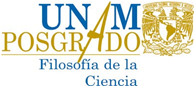 UNAM
POSGRADO
Filosofía de la
Ciencia